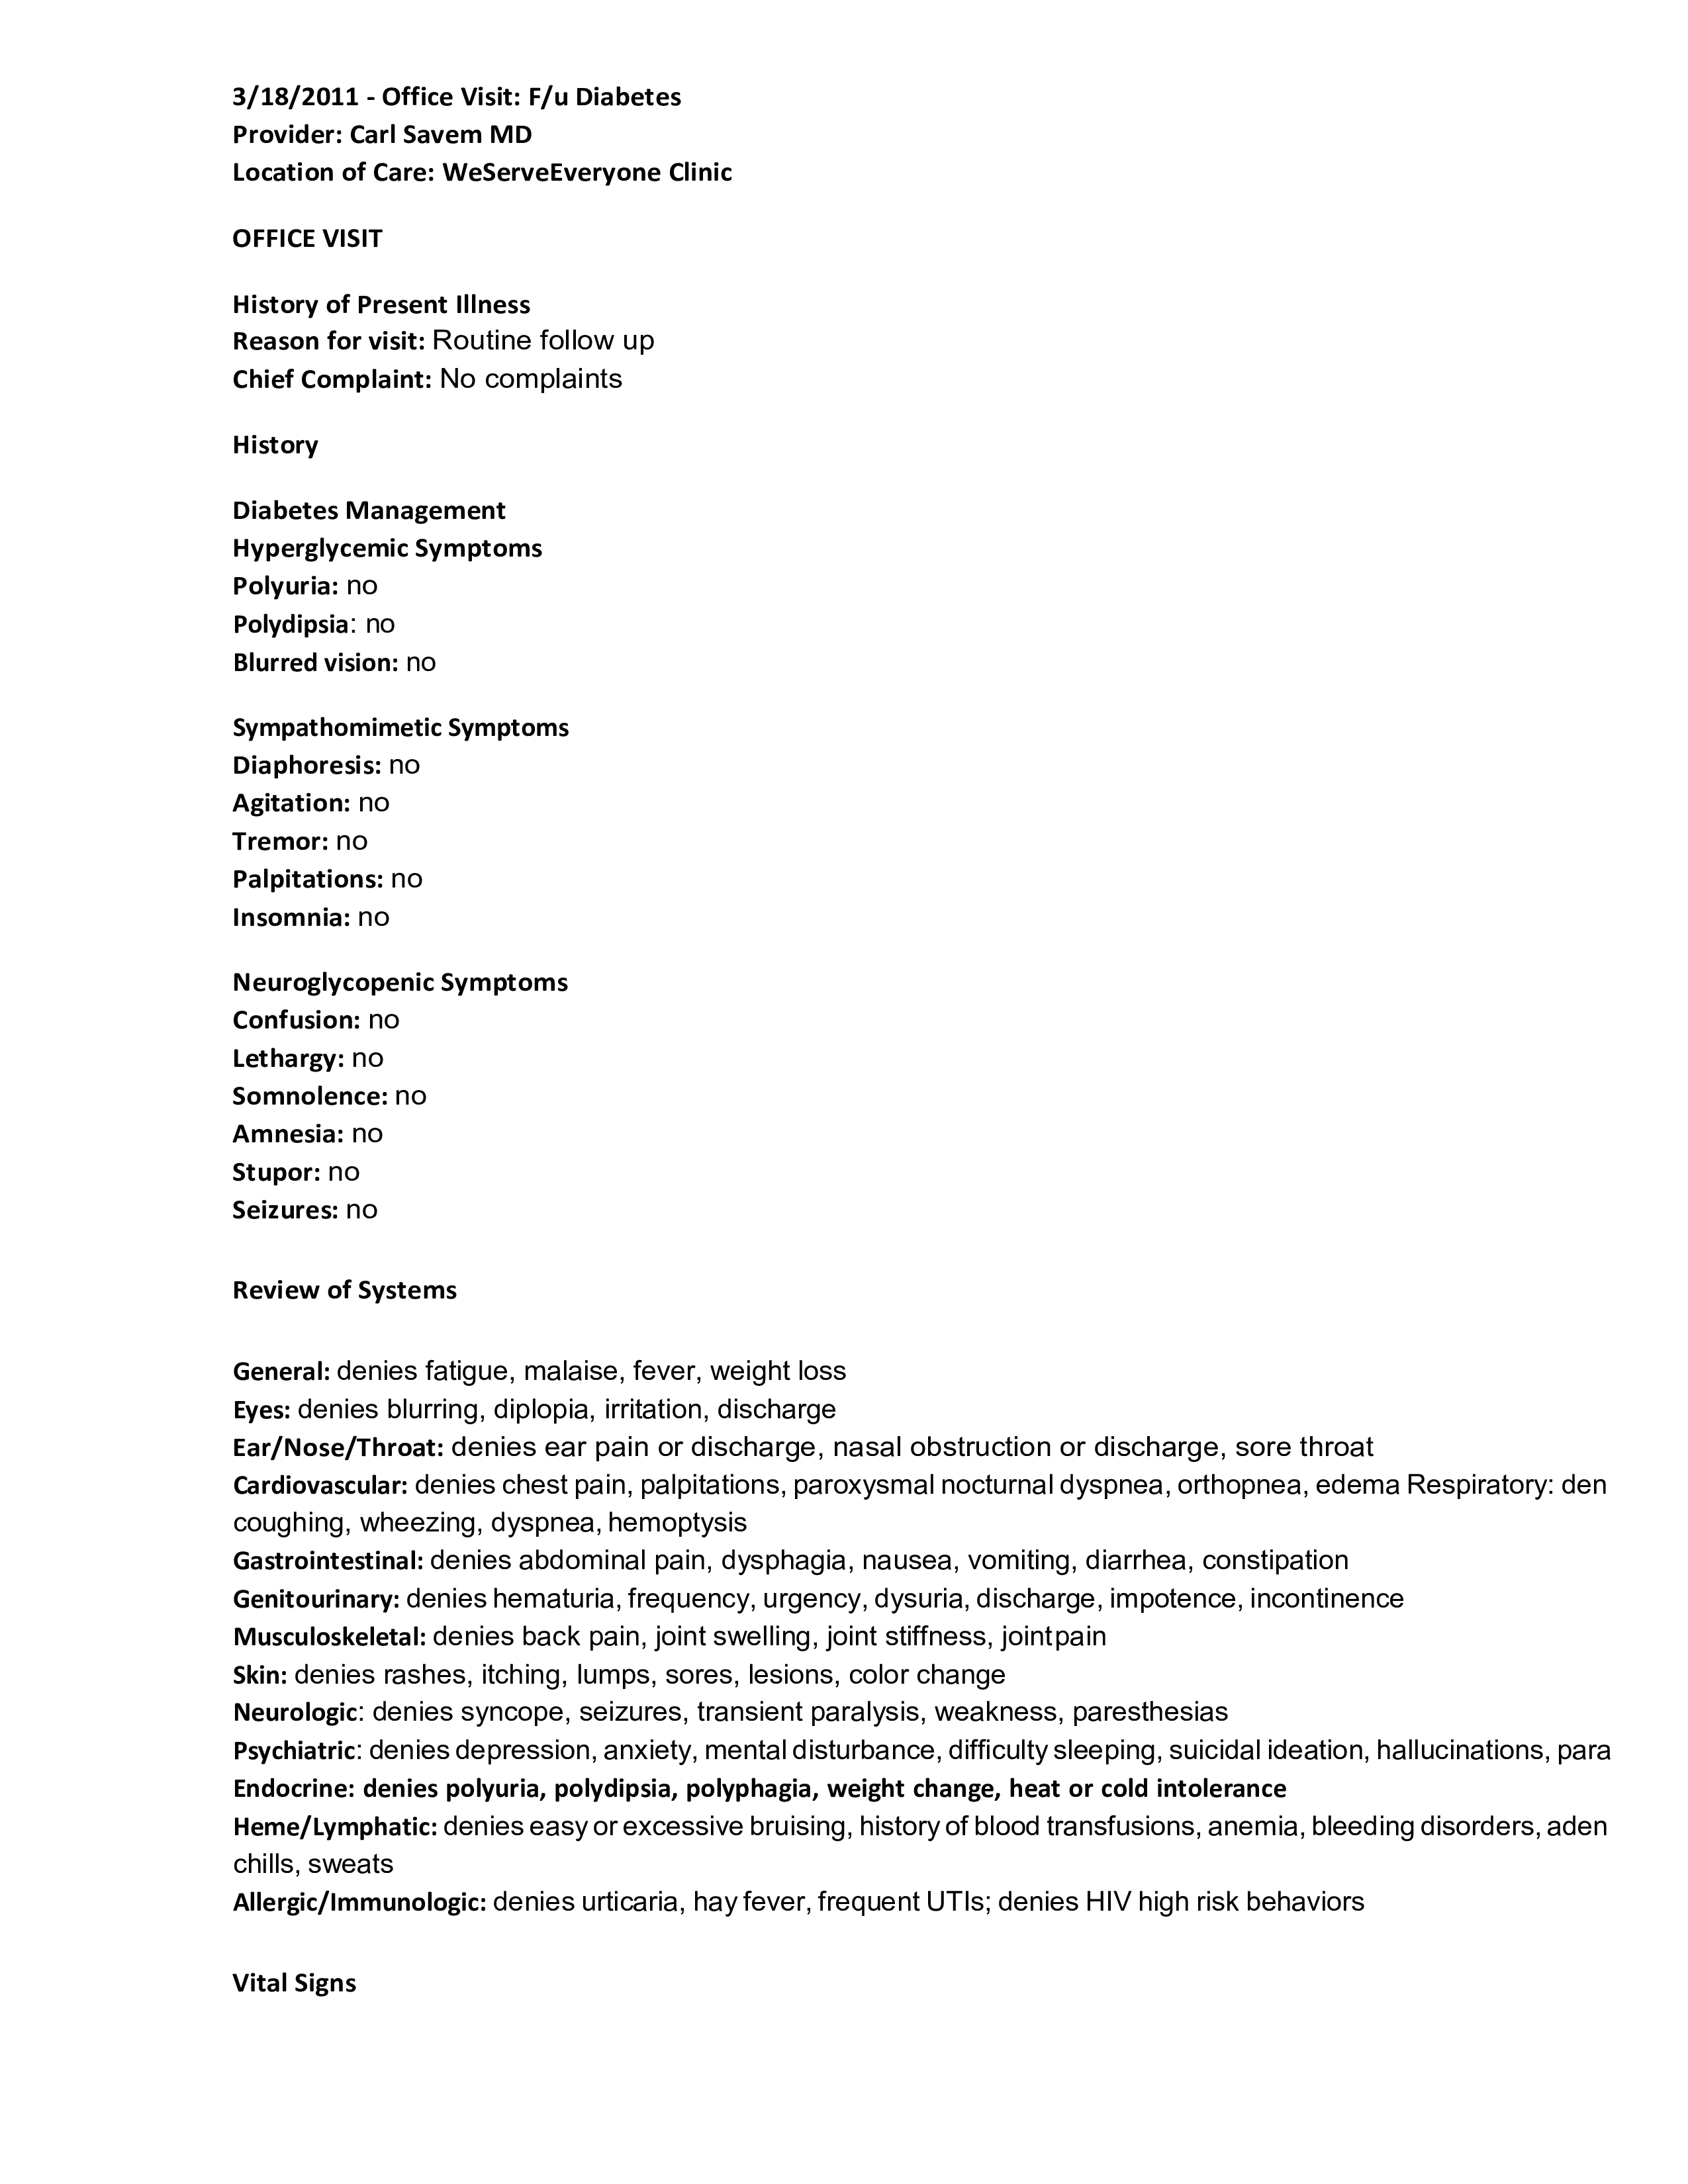 3/18/2011 - Office Visit: F/u Diabetes
Provider: Carl Savem MD
Location of Care: WeServeEveryone Clinic
OFFICE VISIT
History of Present Illness
Reason for visit: Routine follow up
Chief Complaint: No complaints
History
Diabetes Management
Hyperglycemic Symptoms
Polyuria: no
Polydipsia: no
Blurred vision: no
Sympathomimetic Symptoms
Diaphoresis: no
Agitation: no
Tremor: no
Palpitations: no
Insomnia: no
Neuroglycopenic Symptoms
Confusion: no
Lethargy: no
Somnolence: no
Amnesia: no
Stupor: no
Seizures: no
Review of Systems
General: denies fatigue, malaise, fever, weight loss
Eyes: denies blurring, diplopia, irritation, discharge
Ear/Nose/Throat: denies ear pain or discharge, nasal obstruction or discharge, sore throat
Cardiovascular: denies chest pain, palpitations, paroxysmal nocturnal dyspnea, orthopnea, edema Respiratory: den
coughing, wheezing, dyspnea, hemoptysis
Gastrointestinal: denies abdominal pain, dysphagia, nausea, vomiting, diarrhea, constipation
Genitourinary: denies hematuria, frequency, urgency, dysuria, discharge, impotence, incontinence
Musculoskeletal: denies back pain, joint swelling, joint stiffness, joint pain
Skin: denies rashes, itching, lumps, sores, lesions, color change
Neurologic: denies syncope, seizures, transient paralysis, weakness, paresthesias
Psychiatric: denies depression, anxiety, mental disturbance, difficulty sleeping, suicidal ideation, hallucinations, para
Endocrine: denies polyuria, polydipsia, polyphagia, weight change, heat or cold intolerance
Heme/Lymphatic: denies easy or excessive bruising, history of blood transfusions, anemia, bleeding disorders, aden
chills, sweats
Allergic/Immunologic: denies urticaria, hay fever, frequent UTIs; denies HIV high risk behaviors
Vital Signs